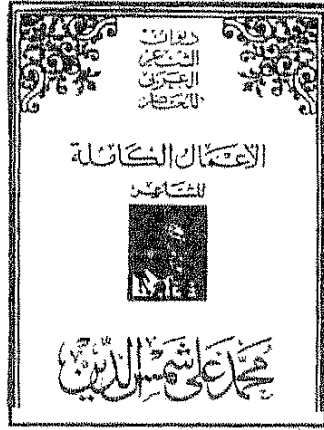 ديوان
الشعر
العربي
المعاصر
الأعمال الكاملة
للشاعر
محمد علي شمس الدين